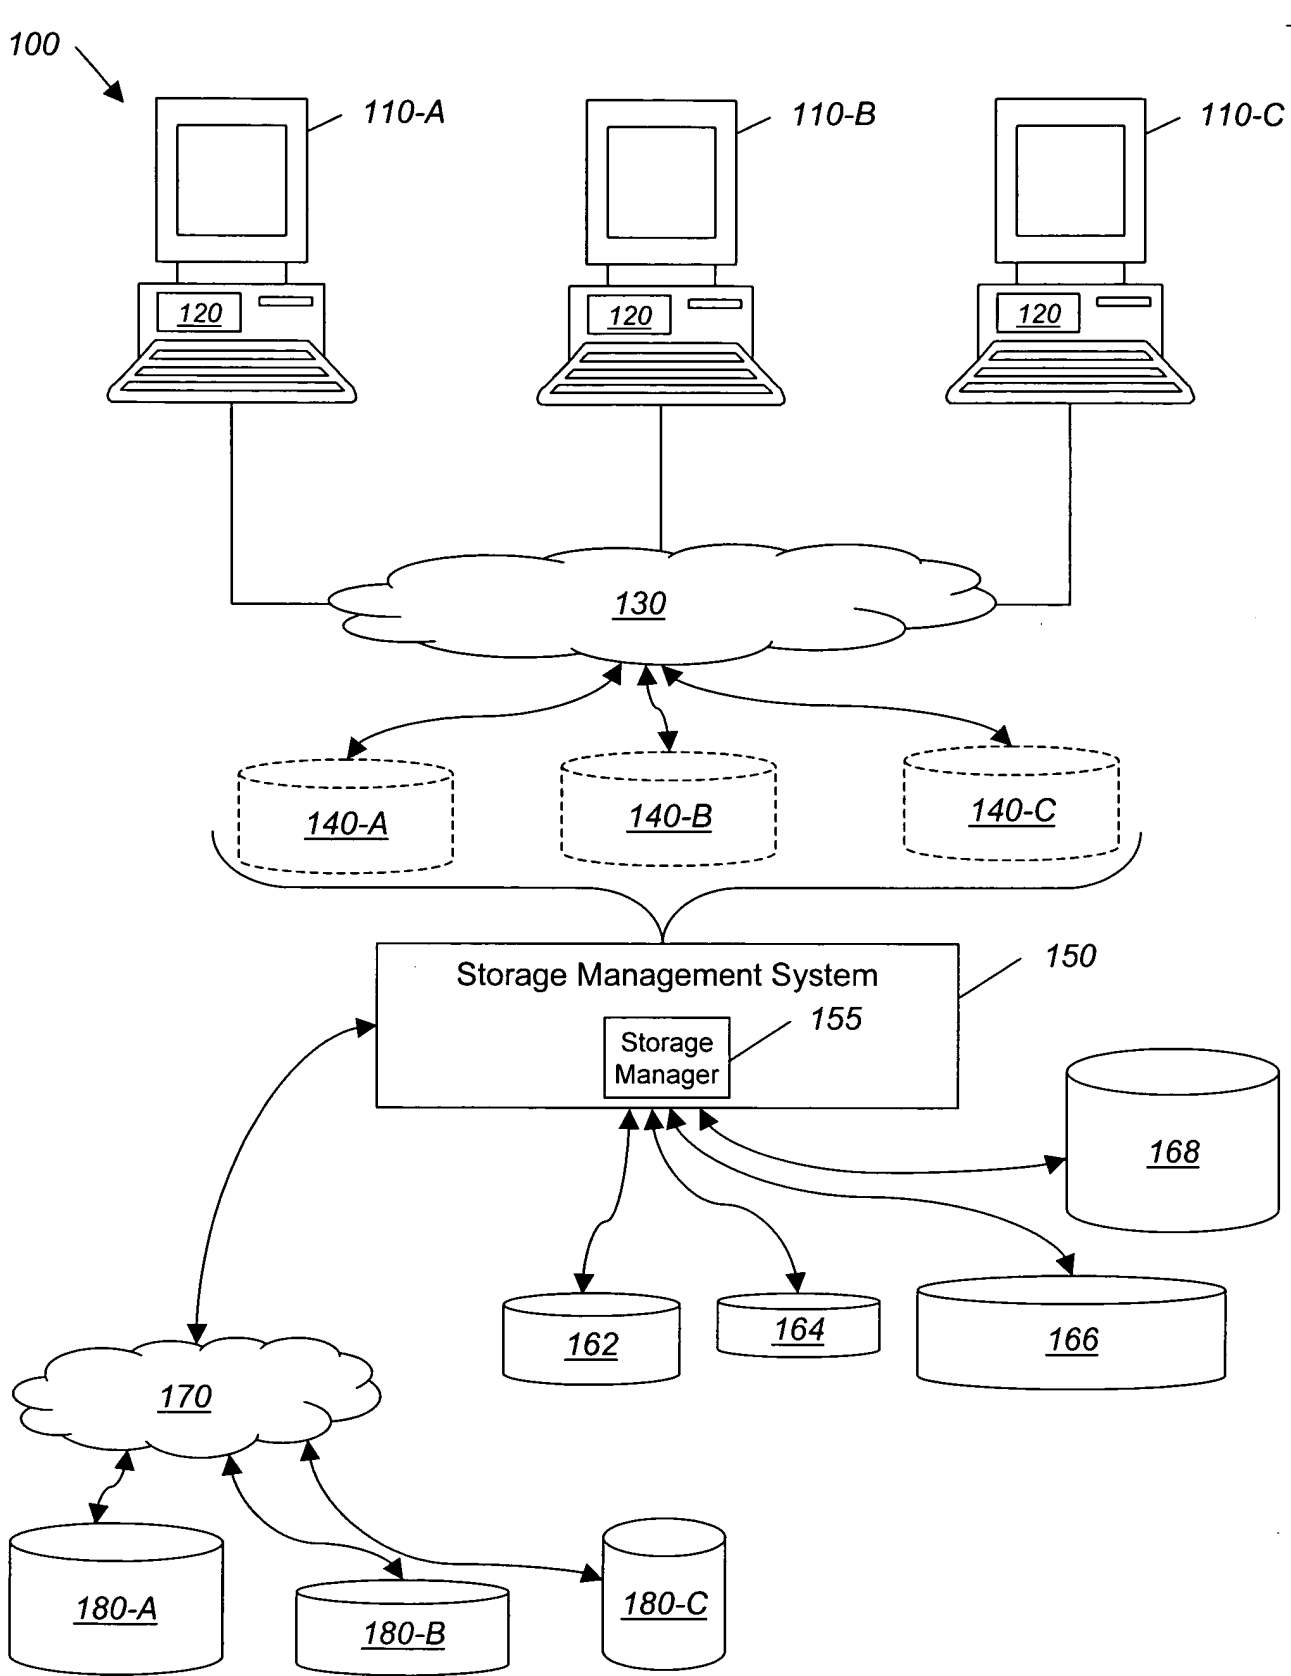 100
110-A
110-B
110-C
120
120
120
130
140-A
140-B
140-C
150
Storage Management System
155
Storage
Manager
168
162
164
166
170
180-A
180-B
180-C